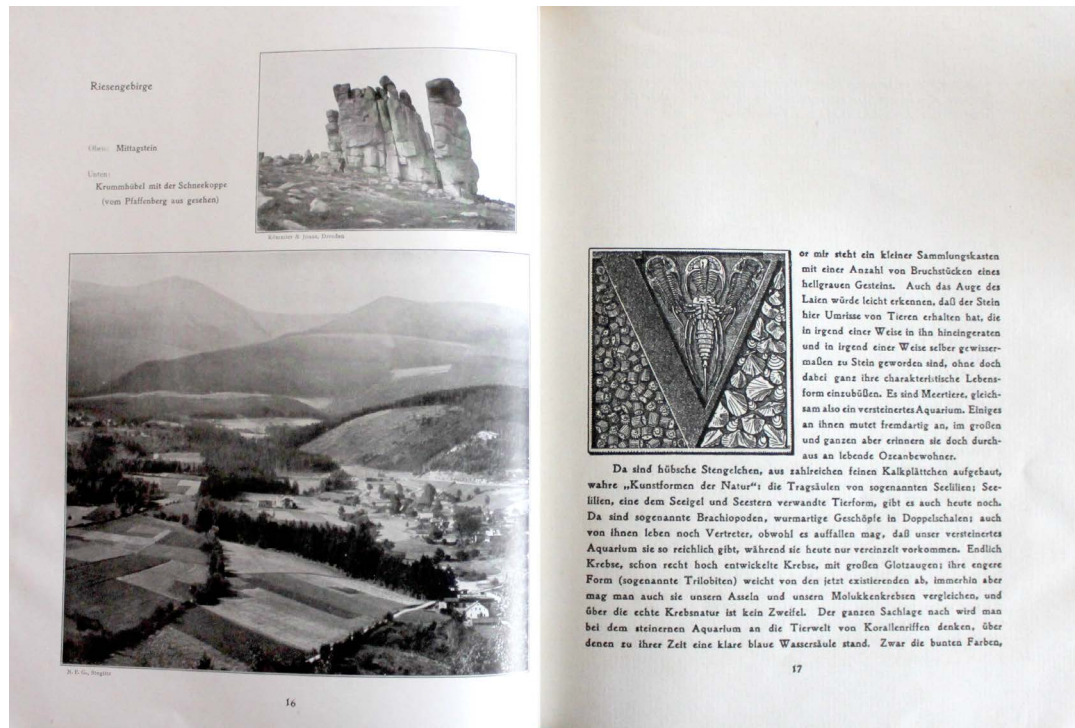 Riesengebirge
Oben: Mittagstein
Unten:
Krummhübel mit der Schneekoppe
(vom Pfaffenberg aus gesehen)
Dresden
N. P. G., Steglitz
16
V
or mir steht ein kleiner Sammlungskasten
mit einer Anzahl von Bruchstücken eines
hellgrauen Gesteins. Auch das Auge des
Laien würde leicht erkennen, daß der Stein
hier Umrisse von Tieren erhalten hat, die
in irgend einer Weise in ihn hineingeraten
und in irgend einer Weise selber gewisser-
maßen zu Stein geworden sind, ohne doch
dabei ganz ihre charakteristische Lebens-
form einzubüßen. Es sind Meertiere, gleich-
sam also ein versteinertes Aquarium. Einiges
an ihnen mutet fremdartig an, im großen
und ganzen aber erinnern sie doch durch-
aus an lebende Ozeanbewohner.
Da sind hübsche Stengelchen, aus zahlreichen feinen Kalkplättchen aufgebaut,
wahre „Kunstformen der Natur“: die Tragsäulen von sogenannten Seelilien; See-
lilien, eine dem Seeigel und Seestern verwandte Tierform, gibt es auch heute noch.
Da sind sogenannte Brachiopoden, wurmartige Geschöpfe in Doppelschalen; auch
von ihnen leben noch Vertreter, obwohl es auffallen mag, daß unser versteinertes
Aquarium sie so reichlich gibt, während sie heute nur vereinzelt vorkommen. Endlich
Krebse, schon recht hoch entwickelte Krebse, mit großen Glotzaugen; ihre engere
Form (sogenannte Trilobiten) weicht von den jetzt existierenden ab, immerhin aber
mag man auch sie unsern Asseln und unsern Molukkenkrebsen vergleichen, und
über die echte Krebsnatur ist kein Zweifel. Der ganzen Sachlage nach wird man
bei dem steinernen Aquarium an die Tierwelt von Korallenriffen denken, über
denen zu ihrer Zeit eine klare blaue Wassersäule stand. Zwar die bunten Farben,
17